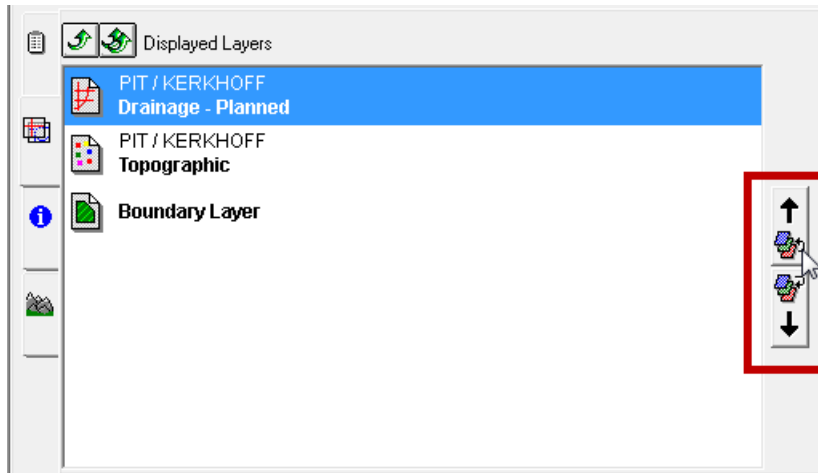 Displayed Layers
PIT / KERKHOFF
Drainage - Planned
PIT / KERKHOFF
Topographic
Boundary Layer